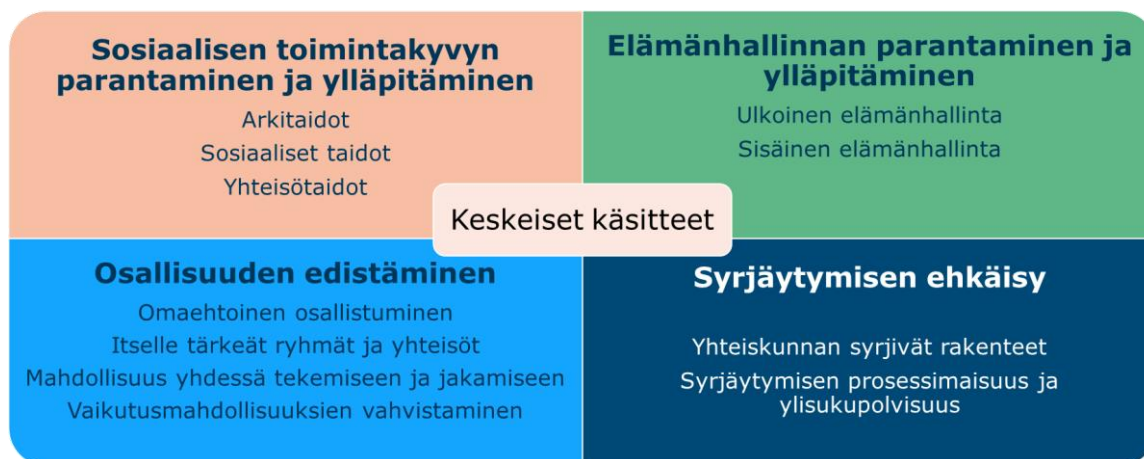 Sosiaalisen toimintakyvyn
parantaminen ja ylläpitäminen
Arkitaidot
Sosiaaliset taidot
Yhteisötaidot
Elämänhallinnan parantaminen ja
ylläpitäminen
Ulkoinen elämänhallinta
Sisäinen elämänhallinta
Keskeiset käsitteet
Osallisuuden edistäminen
Omaehtoinen osallistuminen
Itselle tärkeät ryhmät ja yhteisöt
Mahdollisuus yhdessä tekemiseen ja jakamiseen
Vaikutusmahdollisuuksien vahvistaminen
Syrjäytymisen ehkäisy
Yhteiskunnan syrjivät rakenteet
Syrjäytymisen prosessimaisuus ja
ylisukupolvisuus